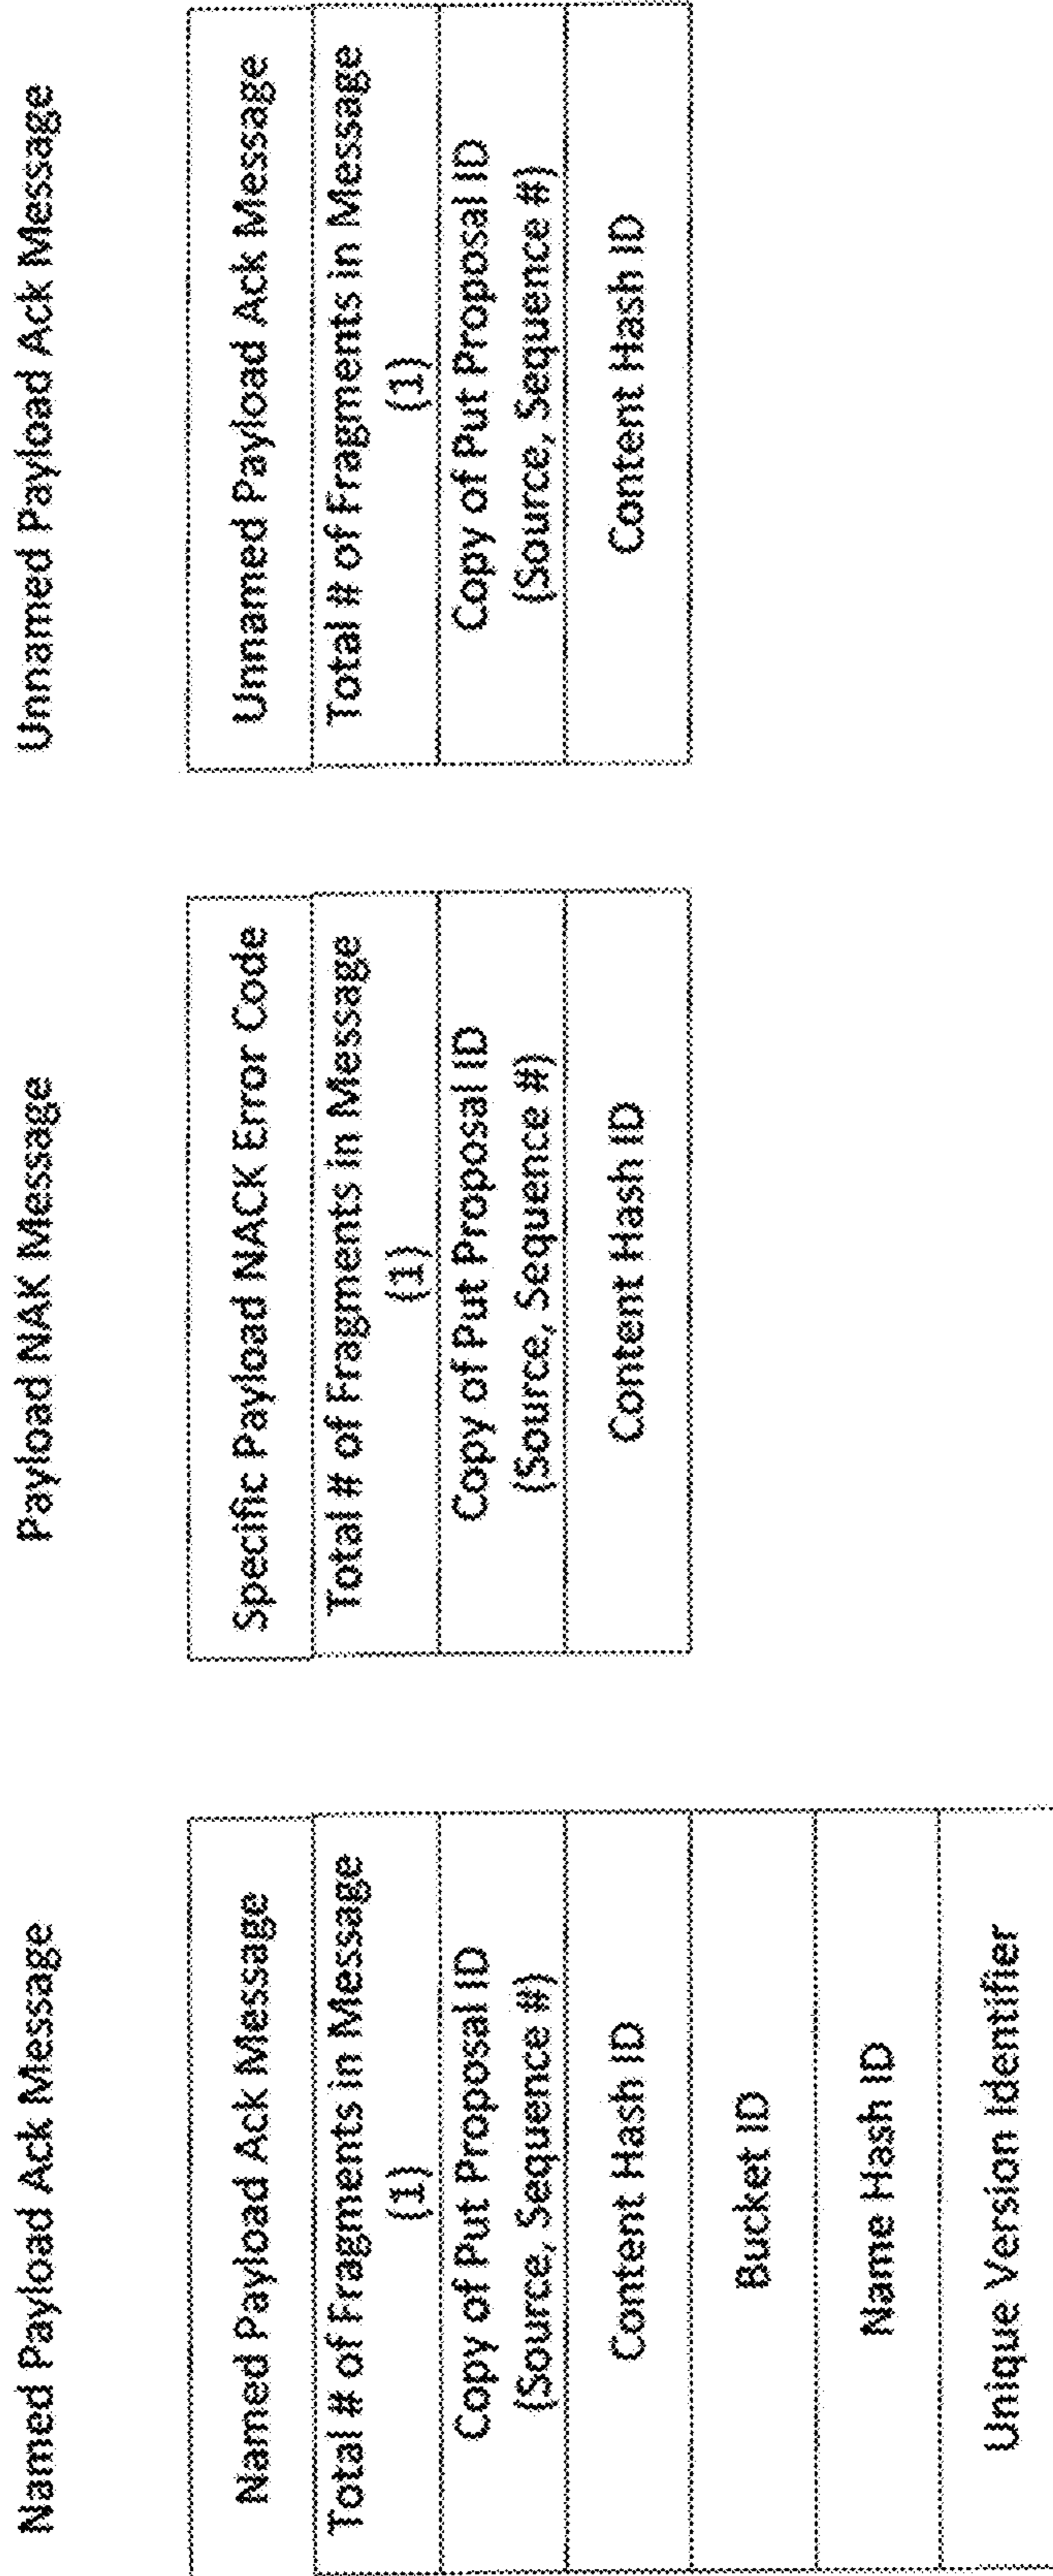 Named Payload Ack Message
Named Payload Ack Message
Total # of Fragments in Message
(1)
Copy of Put Proposal ID
(Source, Sequence #)
Content Hash ID
Bucket ID
Name Hash ID
Unique Version Identifier
Payload NAK Message
Specific Payload NACK Error Code
Total # of Fragments in Message
(1)
Copy of Put Proposal ID
(Source, Sequence #)
Content Hash ID
Unnamed Payload Ack Message
Unnamed Payload Ack Message
Total # of Fragments in Message
(1)
Copy of Put Proposal ID
(Source, Sequence #)
Content Hash ID